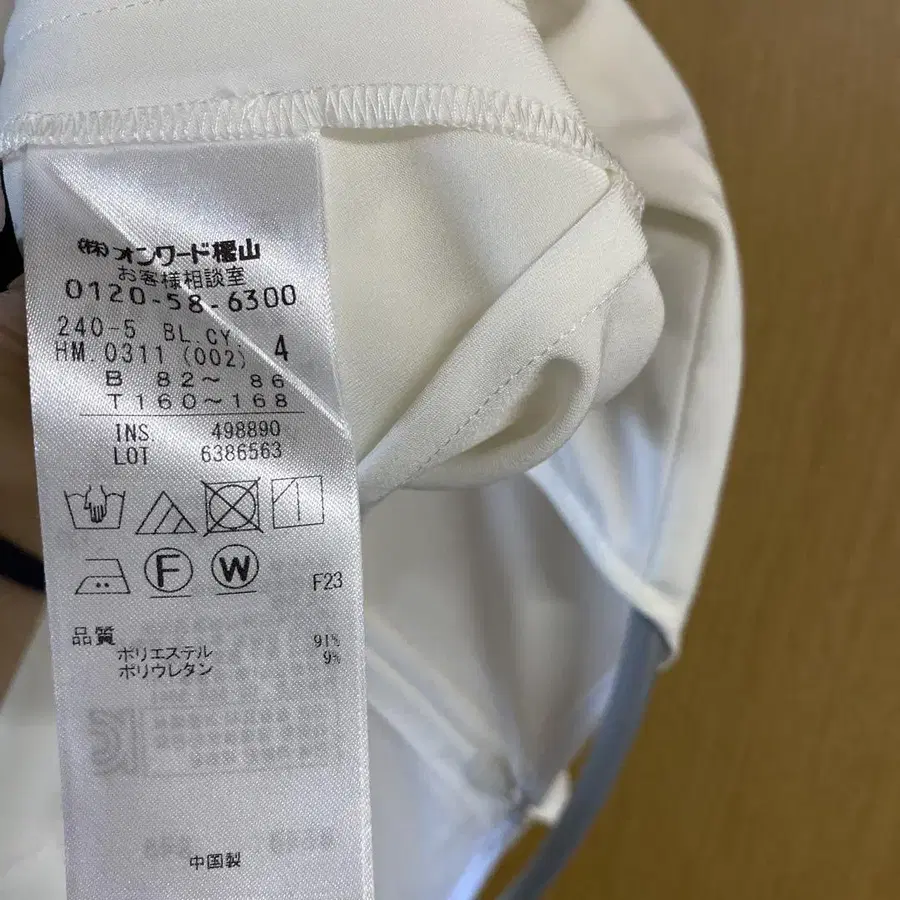 (株)オンワード樫山
お客様相談室
0120-58-6300
240-5 BL.CY.
HM.0311 (002) 4
B 82～ 86
T160～168
INS. 498890
LOT 6386563
F W
F23
品質
ポリエステル 91%
ポリウレタン 9%
中国製